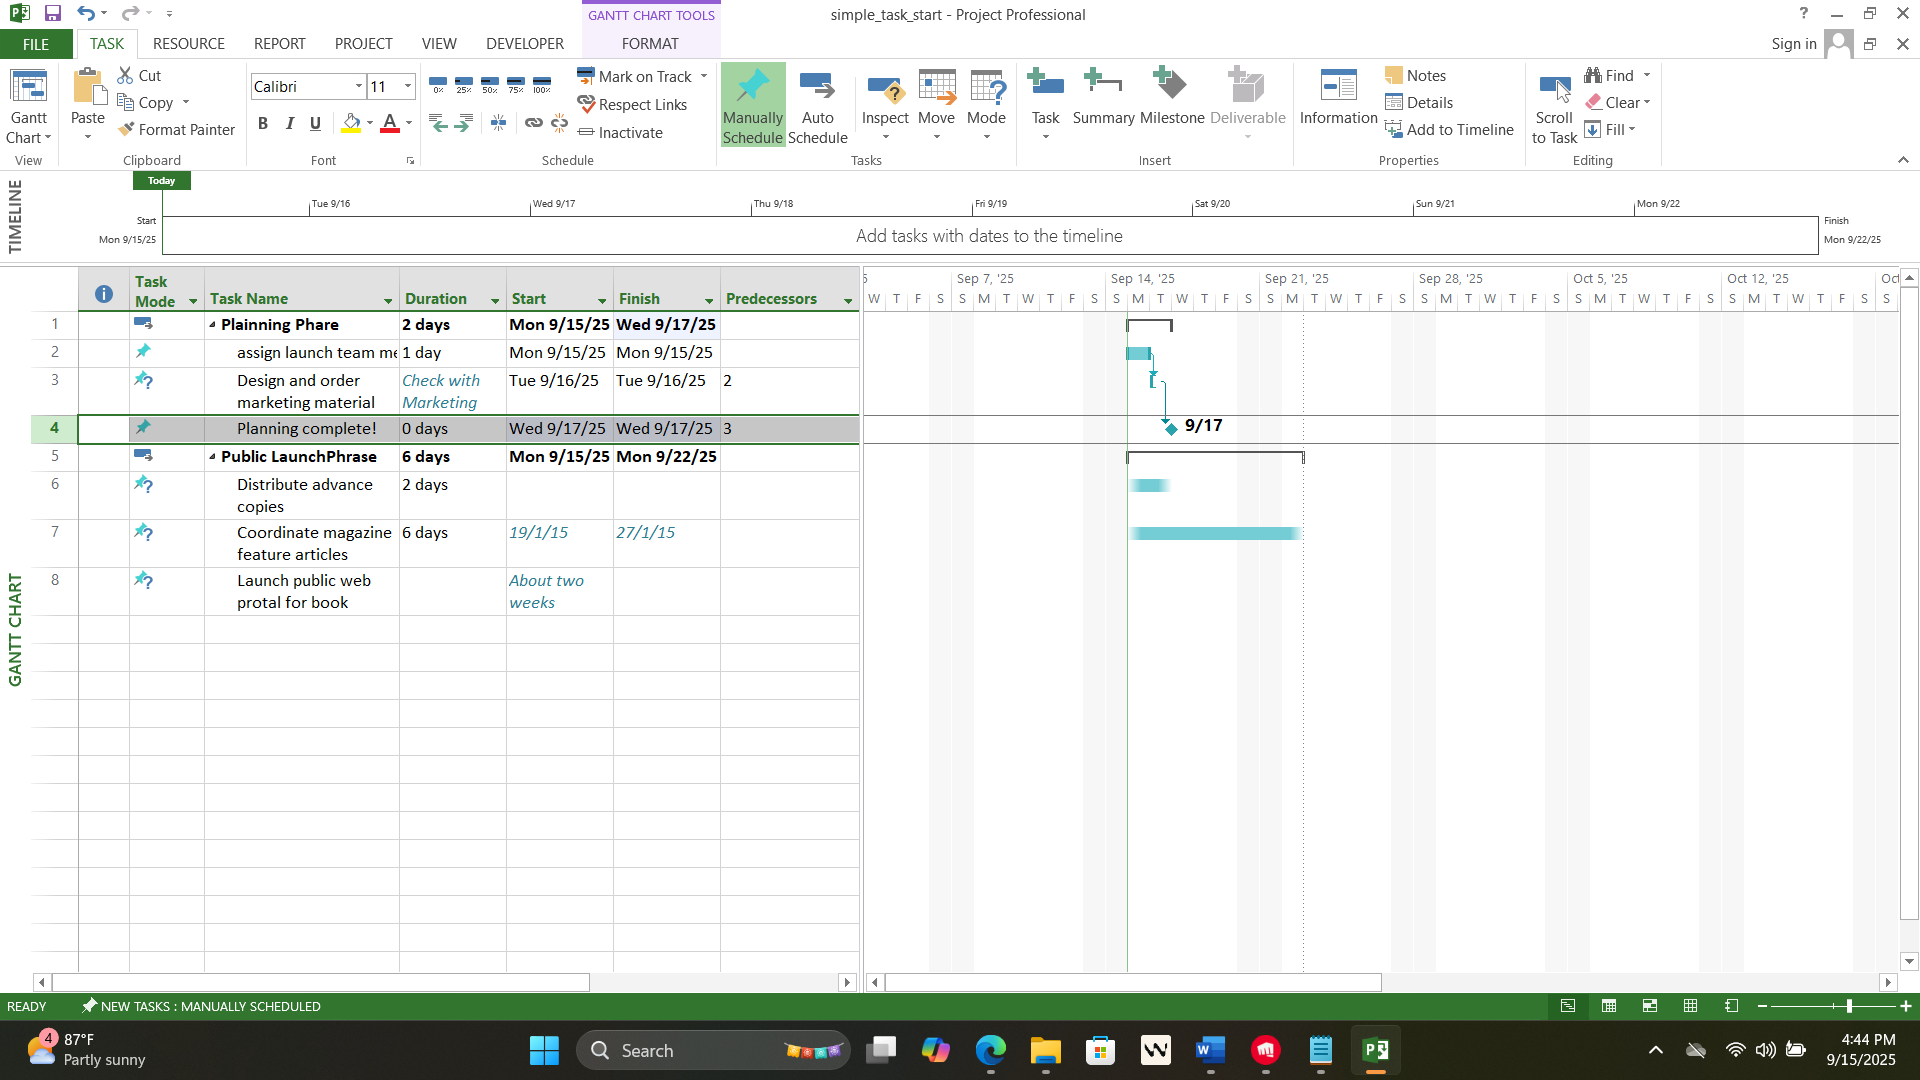 GANTT CHART TOOLS
simple_task_start - Project Professional
FILE TASK RESOURCE REPORT PROJECT VIEW DEVELOPER FORMAT
Sign in
Gantt Chart
View
Paste
Cut
Copy
Format Painter
Clipboard
Calibri 11
B I U A
Font
0% 25% 50% 75% 100%
Mark on Track
Respect Links
Inactivate
Schedule
Manually Schedule
Auto Schedule
Inspect
Move
Mode
Tasks
Task
Summary
Milestone
Deliverable
Insert
Information
Notes
Details
Add to Timeline
Properties
Scroll to Task
Find
Clear
Fill
Editing
TIMELINE
Today
Start
Mon 9/15/25
Tue 9/16 Wed 9/17 Thu 9/18 Fri 9/19 Sat 9/20 Sun 9/21 Mon 9/22
Add tasks with dates to the timeline
Finish
Mon 9/22/25
GANTT CHART
Task Mode Task Name Duration Start Finish Predecessors
1 Plainning Phare 2 days Mon 9/15/25 Wed 9/17/25
2 assign launch team me 1 day Mon 9/15/25 Mon 9/15/25
3 Design and order marketing material Check with Marketing Tue 9/16/25 Tue 9/16/25 2
4 Planning complete! 0 days Wed 9/17/25 Wed 9/17/25 3
5 Public LaunchPhrase 6 days Mon 9/15/25 Mon 9/22/25
6 Distribute advance copies 2 days
7 Coordinate magazine feature articles 6 days 19/1/15 27/1/15
8 Launch public web protal for book About two weeks
5 Sep 7, '25 Sep 14, '25 Sep 21, '25 Sep 28, '25 Oct 5, '25 Oct 12, '25 Oct
W T F S S M T W T F S S M T W T F S S M T W T F S S M T W T F S S M T W T F S S M T W T F S S
9/17
READY NEW TASKS : MANUALLY SCHEDULED
4
87°F
Partly sunny
Search
4:44 PM
9/15/2025